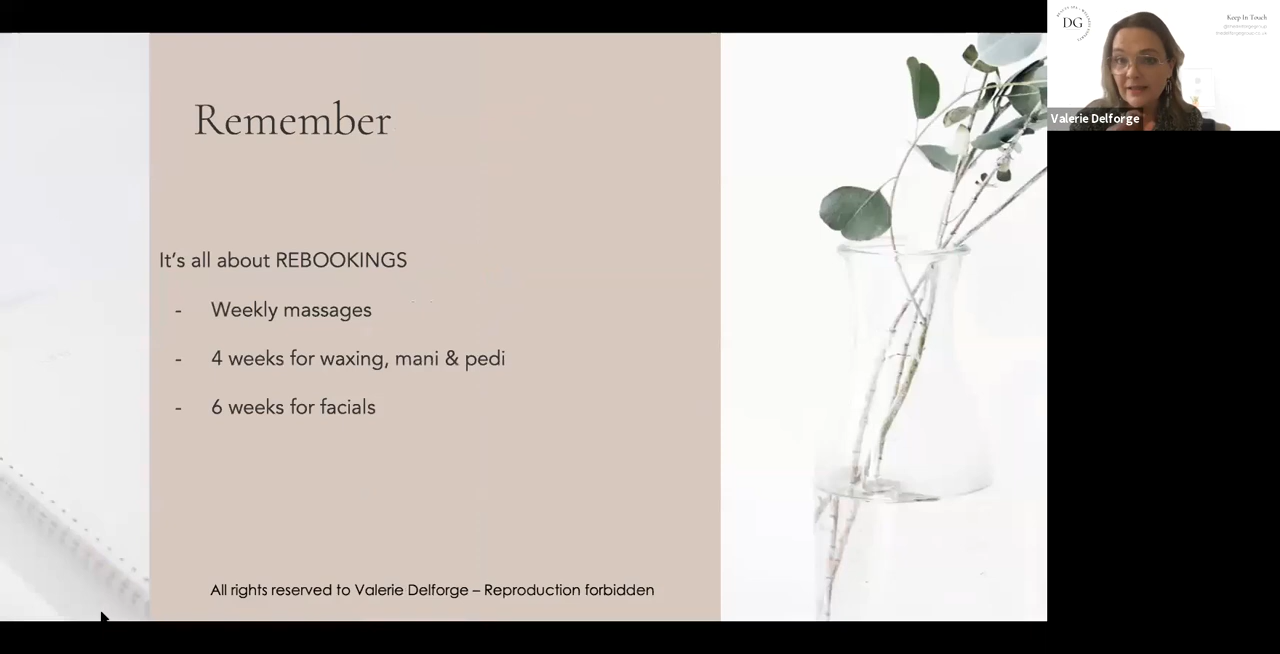 Remember
It's all about REBOOKINGS
- Weekly massages
- 4 weeks for waxing, mani & pedi
- 6 weeks for facials
All rights reserved to Valerie Delforge – Reproduction forbidden
DG
Keep In Touch
Valerie Delforge